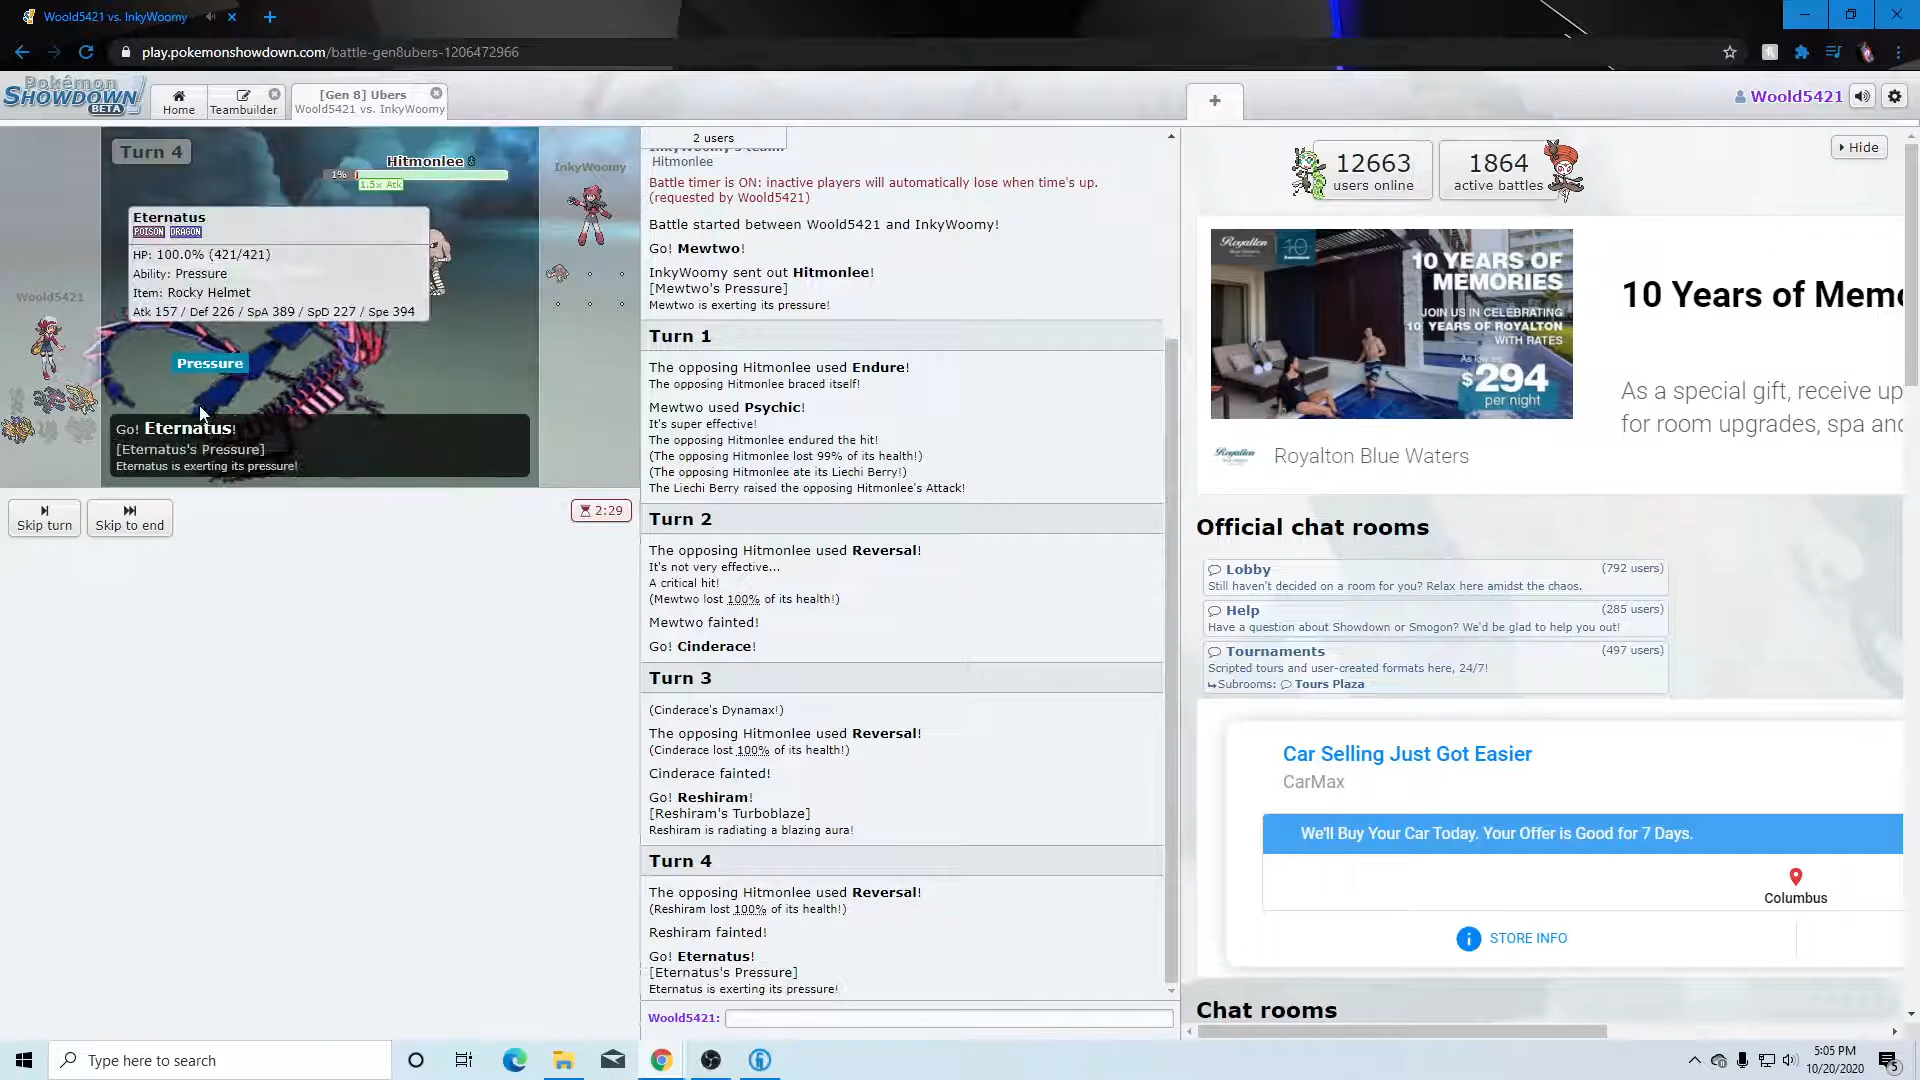 Woold5421 vs. InkyWoomy
play.pokemonshowdown.com/battle-gen8ubers-1206472966
Pokémon
SHOWDOWN
BETA
Home
Teambuilder
[Gen 8] Ubers
Woold5421 vs. InkyWoomy
Woold5421
Turn 4
Hitmonlee
1%
1.5x Atk
InkyWoomy
Eternatus
POISON DRAGON
HP: 100.0% (421/421)
Ability: Pressure
Item: Rocky Helmet
Atk 157 / Def 226 / SpA 389 / SpD 227 / Spe 394
Woold5421
Pressure
Go! Eternatus!
[Eternatus's Pressure]
Eternatus is exerting its pressure!
Skip turn
Skip to end
2:29
2 users
InkyWoomy's team:
Hitmonlee
Battle timer is ON: inactive players will automatically lose when time's up.
(requested by Woold5421)
Battle started between Woold5421 and InkyWoomy!
Go! Mewtwo!
InkyWoomy sent out Hitmonlee!
[Mewtwo's Pressure]
Mewtwo is exerting its pressure!
Turn 1
The opposing Hitmonlee used Endure!
The opposing Hitmonlee braced itself!
Mewtwo used Psychic!
It's super effective!
The opposing Hitmonlee endured the hit!
(The opposing Hitmonlee lost 99% of its health!)
(The opposing Hitmonlee ate its Liechi Berry!)
The Liechi Berry raised the opposing Hitmonlee's Attack!
Turn 2
The opposing Hitmonlee used Reversal!
It's not very effective...
A critical hit!
(Mewtwo lost 100% of its health!)
Mewtwo fainted!
Go! Cinderace!
Turn 3
(Cinderace's Dynamax!)
The opposing Hitmonlee used Reversal!
(Cinderace lost 100% of its health!)
Cinderace fainted!
Go! Reshiram!
[Reshiram's Turboblaze]
Reshiram is radiating a blazing aura!
Turn 4
The opposing Hitmonlee used Reversal!
(Reshiram lost 100% of its health!)
Reshiram fainted!
Go! Eternatus!
[Eternatus's Pressure]
Eternatus is exerting its pressure!
Woold5421:
Hide
12663
users online
1864
active battles
Royalton 10
10 YEARS OF
MEMORIES
JOIN US IN CELEBRATING
10 YEARS OF ROYALTON
WITH RATES
As low as
$294
per night
10 Years of Memo
As a special gift, receive up
for room upgrades, spa and
Royalton Royalton Blue Waters
Official chat rooms
Lobby (792 users)
Still haven't decided on a room for you? Relax here amidst the chaos.
Help (285 users)
Have a question about Showdown or Smogon? We'd be glad to help you out!
Tournaments (497 users)
Scripted tours and user-created formats here, 24/7!
↳Subrooms: Tours Plaza
Car Selling Just Got Easier
CarMax
We'll Buy Your Car Today. Your Offer is Good for 7 Days.
Columbus
STORE INFO
Chat rooms
Type here to search
5:05 PM
10/20/2020
5